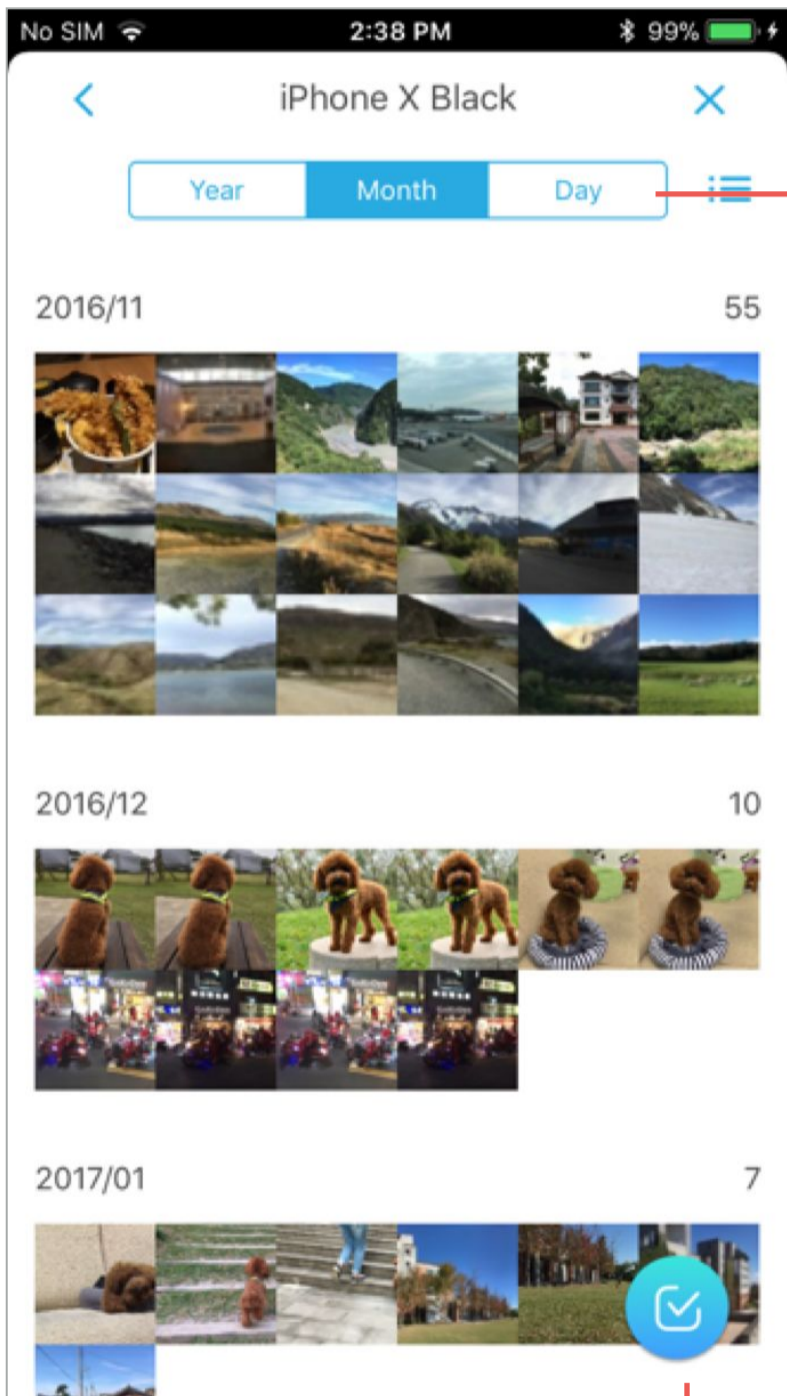 No SIM 2:38 PM 99%
iPhone X Black
Year Month Day
2016/11 55
2016/12 10
2017/01 7